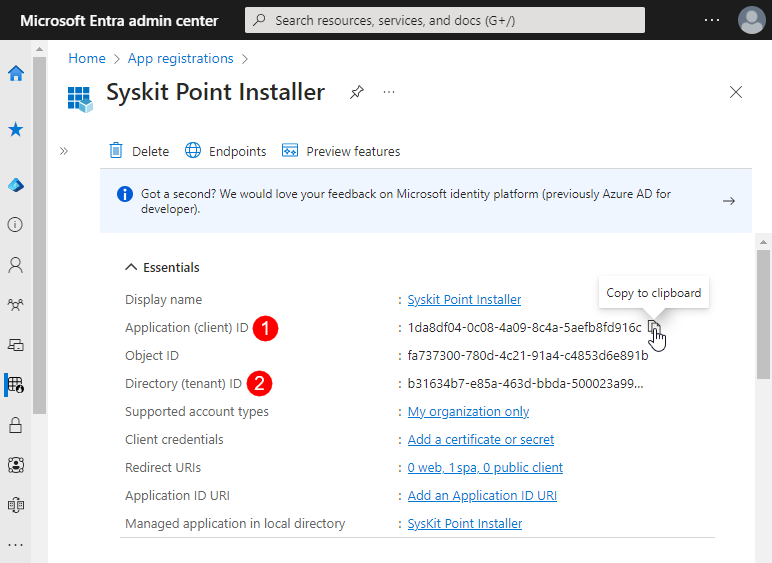 Microsoft Entra admin center
Search resources, services, and docs (G+/)
...
Home > App registrations >
Syskit Point Installer
...
Delete Endpoints Preview features
Got a second? We would love your feedback on Microsoft identity platform (previously Azure AD for
developer).
Essentials
Copy to clipboard
Display name : Syskit Point Installer
Application (client) ID 1 : 1da8df04-0c08-4a09-8c4a-5aefb8fd916c
Object ID : fa737300-780d-4c21-91a4-c4853d6e891b
Directory (tenant) ID 2 : b31634b7-e85a-463d-bbda-500023a99...
Supported account types : My organization only
Client credentials : Add a certificate or secret
Redirect URIs : 0 web, 1 spa, 0 public client
Application ID URI : Add an Application ID URI
Managed application in local directory : SysKit Point Installer